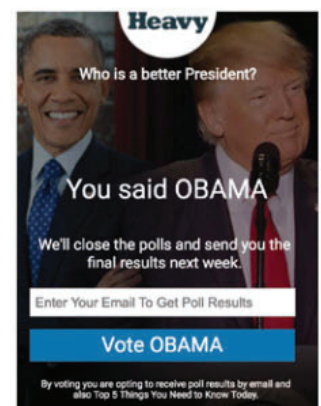 Heavy
Who is a better President?
You said OBAMA
We'll close the polls and send you the
final results next week.
Enter Your Email To Get Poll Results
Vote OBAMA
By voting you are opting to receive poll results by email and
also Top 5 Things You Need to Know Today.